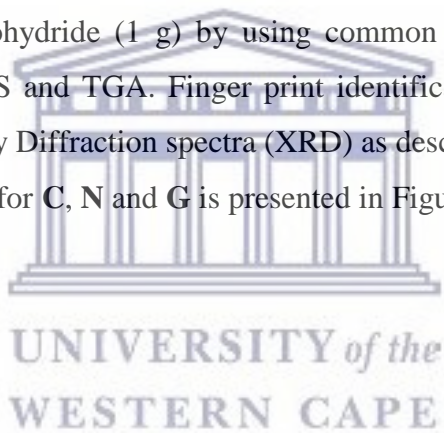 ohydride (1 g) by using common
S and TGA. Finger print identific
y Diffraction spectra (XRD) as desc
for C, N and G is presented in Figu
UNIVERSITY of the
WESTERN CAPE